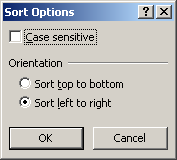 Sort Options
Case sensitive
Orientation
Sort top to bottom
Sort left to right
OK
Cancel